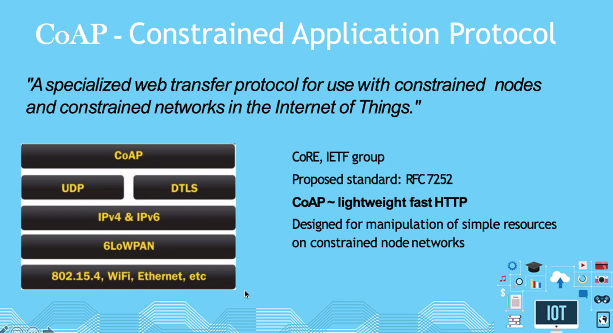 CoAP - Constrained Application Protocol
"A specialized web transfer protocol for use with constrained nodes
and constrained networks in the Internet of Things."
CoAP
UDP
DTLS
IPv4 & IPv6
6LoWPAN
802.15.4, WiFi, Ethernet, etc
CoRE, IETF group
Proposed standard: RFC 7252
CoAP ~ lightweight fast HTTP
Designed for manipulation of simple resources
on constrained node networks
IOT